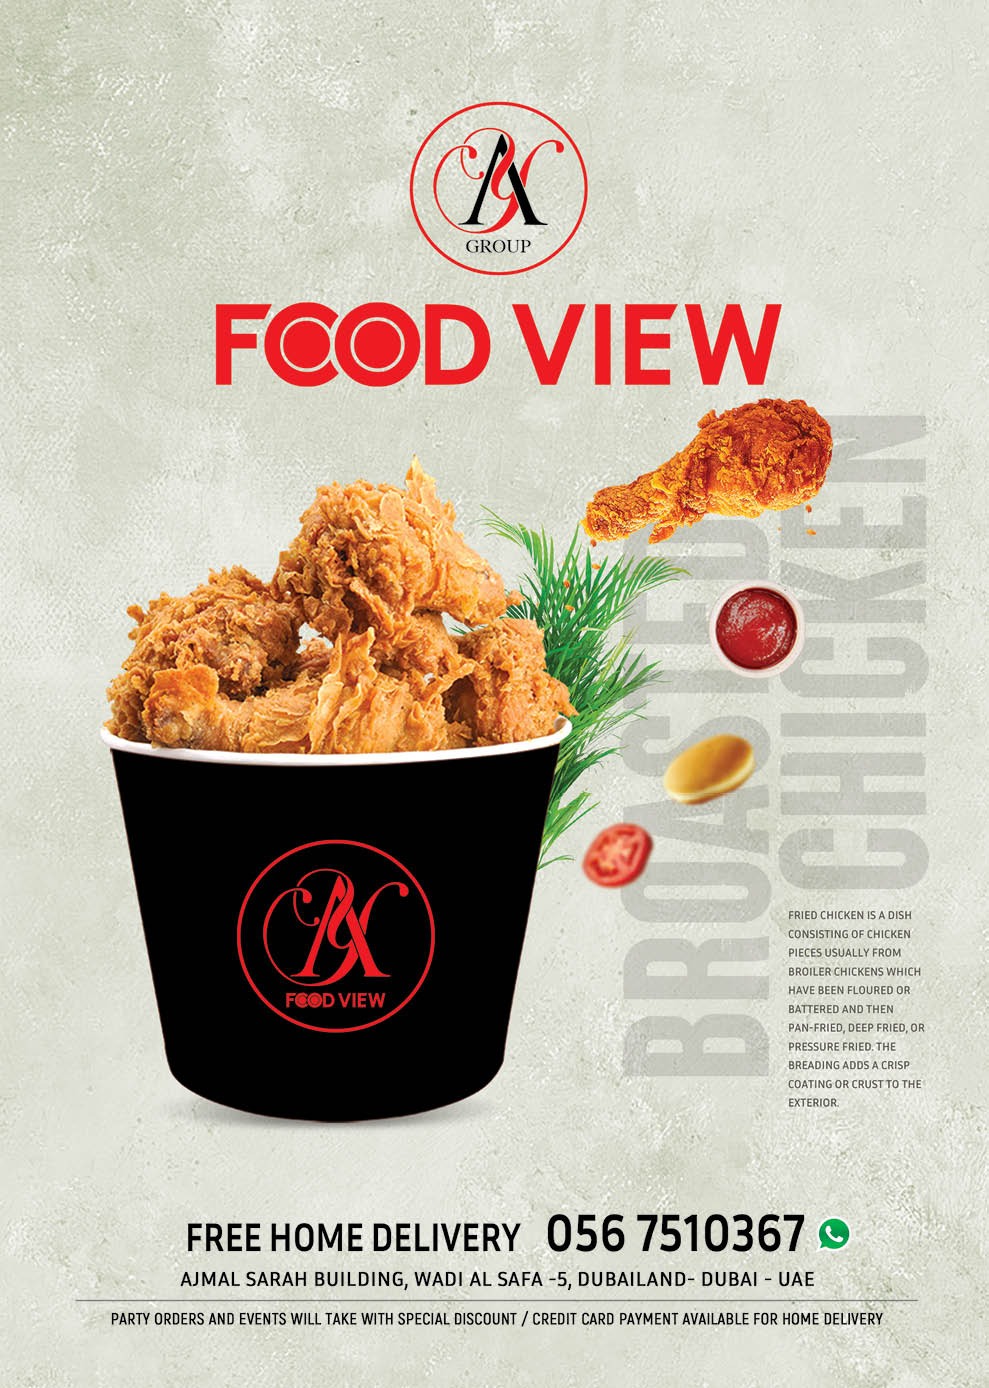 GROUP
FOOD VIEW
BROASTED
CHICKEN
FOOD VIEW
FRIED CHICKEN IS A DISH
CONSISTING OF CHICKEN
PIECES USUALLY FROM
BROILER CHICKENS WHICH
HAVE BEEN FLOURED OR
BATTERED AND THEN
PAN-FRIED, DEEP FRIED, OR
PRESSURE FRIED. THE
BREADING ADDS A CRISP
COATING OR CRUST TO THE
EXTERIOR.
FREE HOME DELIVERY 056 7510367
AJMAL SARAH BUILDING, WADI AL SAFA -5, DUBAILAND- DUBAI - UAE
PARTY ORDERS AND EVENTS WILL TAKE WITH SPECIAL DISCOUNT / CREDIT CARD PAYMENT AVAILABLE FOR HOME DELIVERY